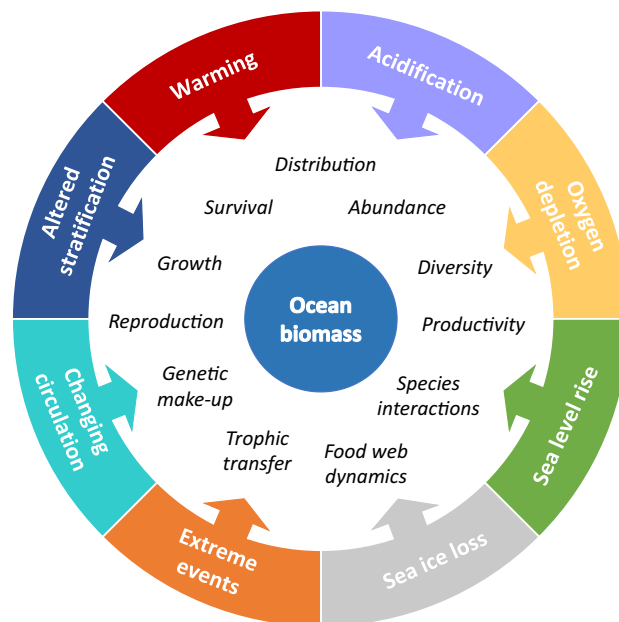 Warming
Acidification
Oxygen
depletion
Sea level rise
Sea ice loss
Extreme
events
Changing
circulation
Altered
stratification
Distribution
Survival
Abundance
Growth
Diversity
Reproduction
Productivity
Genetic
make-up
Species
interactions
Trophic
transfer
Food web
dynamics
Ocean
biomass